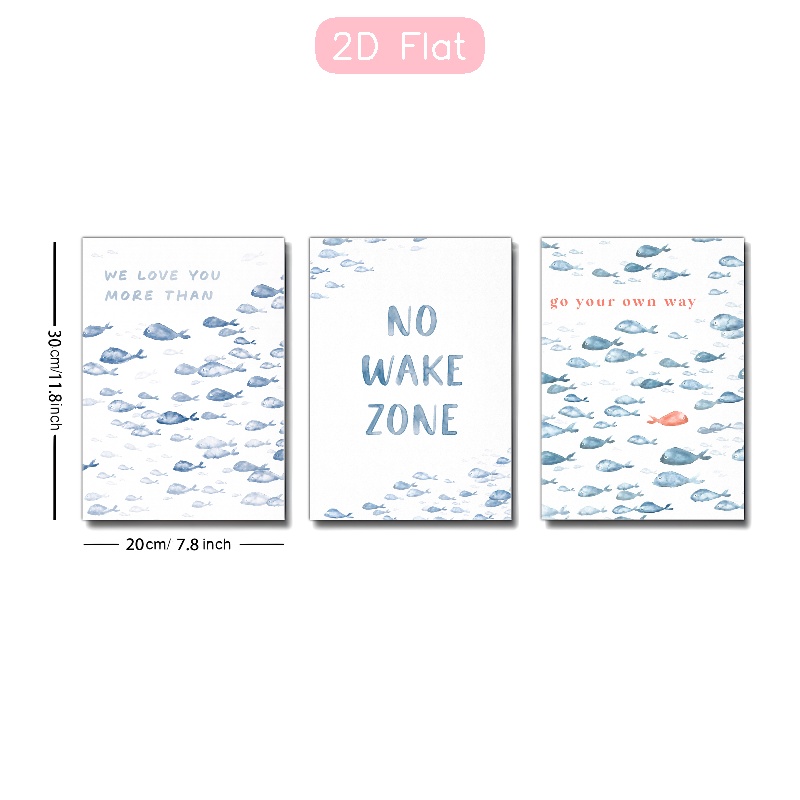 2D Flat
WE LOVE YOU
MORE THAN
NO
WAKE
ZONE
go your own way
30cm/11.8inch
20cm/ 7.8 inch